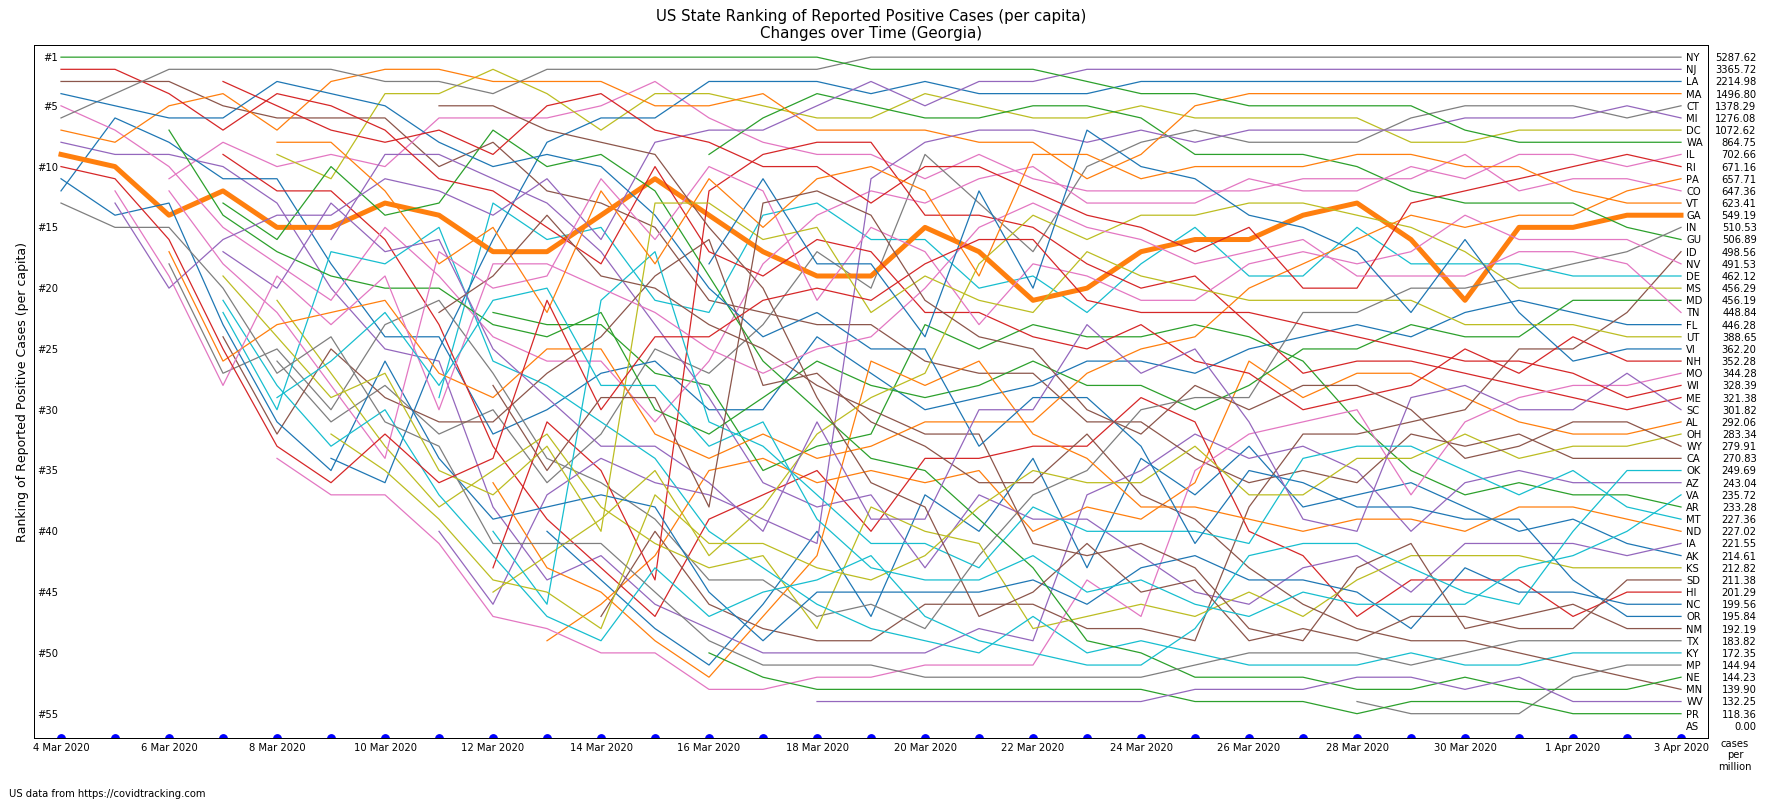 US State Ranking of Reported Positive Cases (per capita)
Changes over Time (Georgia)
Ranking of Reported Positive Cases (per capita)
#1
#5
#10
#15
#20
#25
#30
#35
#40
#45
#50
#55
NY 5287.62
NJ 3365.72
LA 2214.98
MA 1496.80
CT 1378.29
MI 1276.08
DC 1072.62
WA 864.75
IL 702.66
RI 671.16
PA 657.71
CO 647.36
VT 623.41
GA 549.19
IN 510.53
GU 506.89
ID 498.56
NV 491.53
DE 462.12
MS 456.29
MD 456.19
TN 448.84
FL 446.28
UT 388.65
VI 362.20
NH 352.28
MO 344.28
WI 328.39
ME 321.38
SC 301.82
AL 292.06
OH 283.34
WY 279.91
CA 270.83
OK 249.69
AZ 243.04
VA 235.72
AR 233.28
MT 227.36
ND 227.02
IA 221.55
AK 214.61
KS 212.82
SD 211.38
HI 201.29
NC 199.56
OR 195.84
NM 192.19
TX 183.82
KY 172.35
MP 144.94
NE 144.23
MN 139.90
WV 132.25
PR 118.36
AS 0.00
4 Mar 2020 6 Mar 2020 8 Mar 2020 10 Mar 2020 12 Mar 2020 14 Mar 2020 16 Mar 2020 18 Mar 2020 20 Mar 2020 22 Mar 2020 24 Mar 2020 26 Mar 2020 28 Mar 2020 30 Mar 2020 1 Apr 2020 3 Apr 2020
cases
per
million
US data from https://covidtracking.com